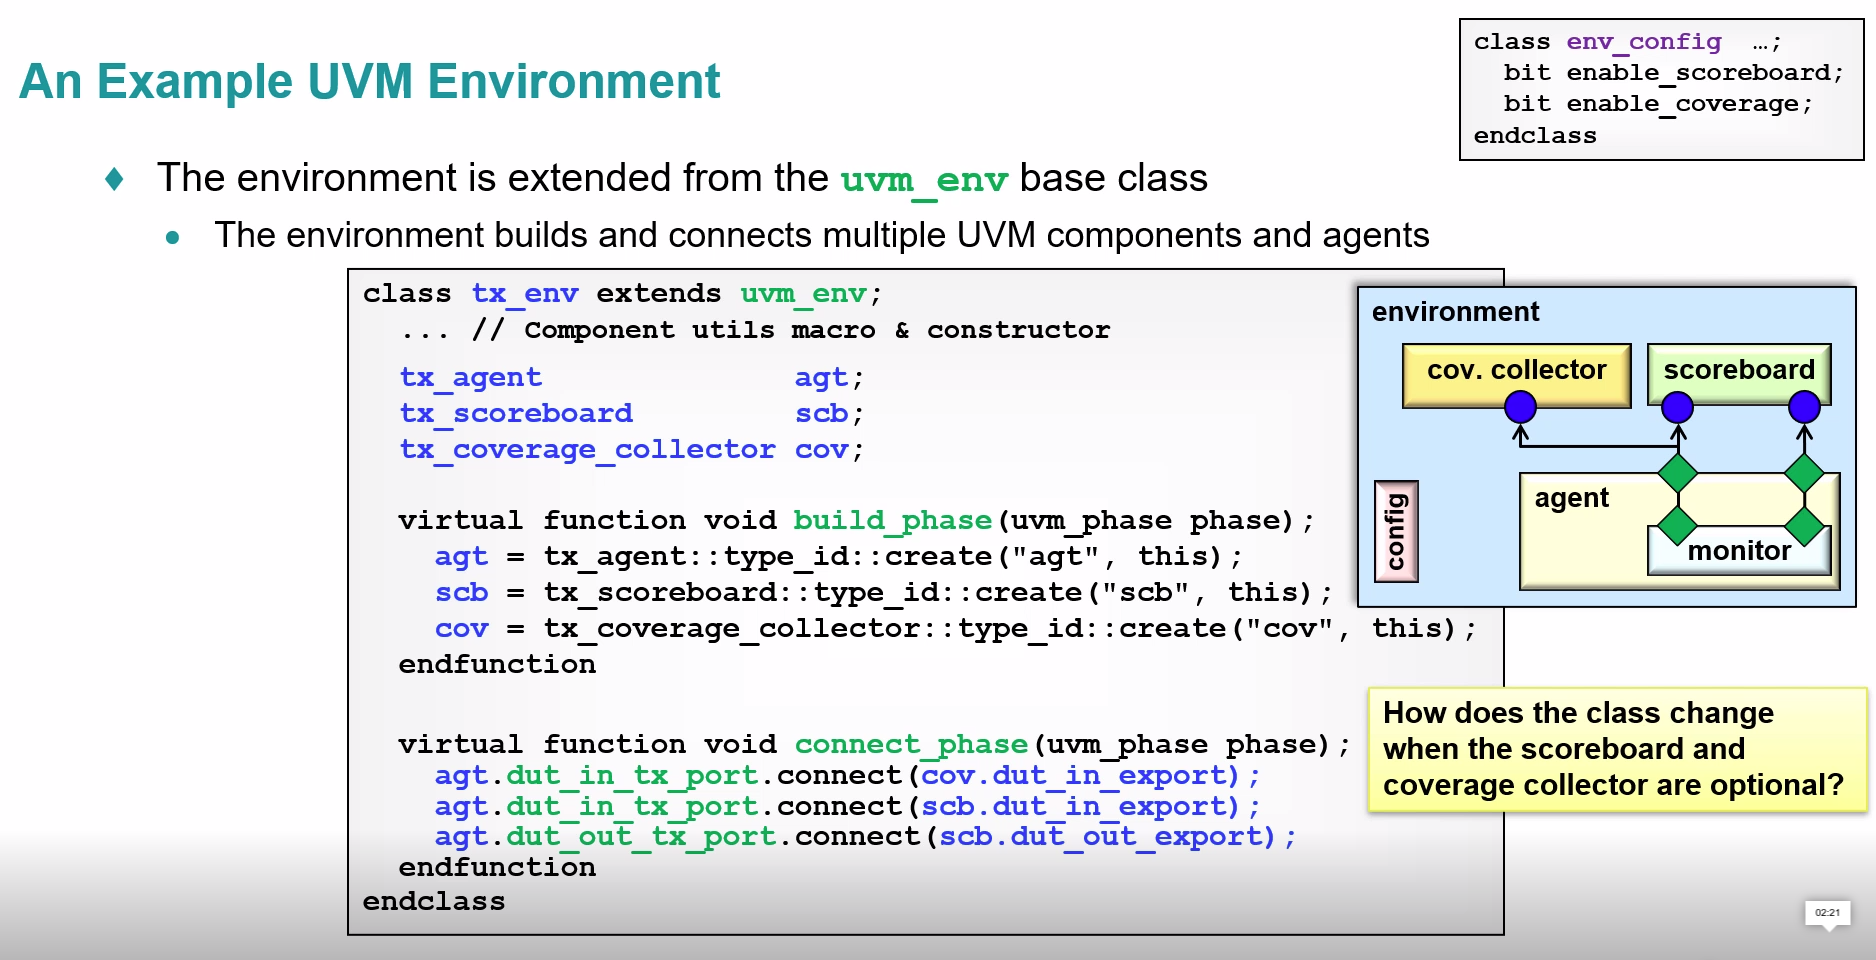 An Example UVM Environment
class env_config …;
bit enable_scoreboard;
bit enable_coverage;
endclass
The environment is extended from the uvm_env base class
The environment builds and connects multiple UVM components and agents
class tx_env extends uvm_env;
... // Component utils macro & constructor
tx_agent agt;
tx_scoreboard scb;
tx_coverage_collector cov;
virtual function void build_phase(uvm_phase phase);
agt = tx_agent::type_id::create("agt", this);
scb = tx_scoreboard::type_id::create("scb", this);
cov = tx_coverage_collector::type_id::create("cov", this);
endfunction
virtual function void connect_phase(uvm_phase phase);
agt.dut_in_tx_port.connect(cov.dut_in_export);
agt.dut_in_tx_port.connect(scb.dut_in_export);
agt.dut_out_tx_port.connect(scb.dut_out_export);
endfunction
endclass
environment
cov. collector
scoreboard
config
agent
monitor
How does the class change
when the scoreboard and
coverage collector are optional?
02:21